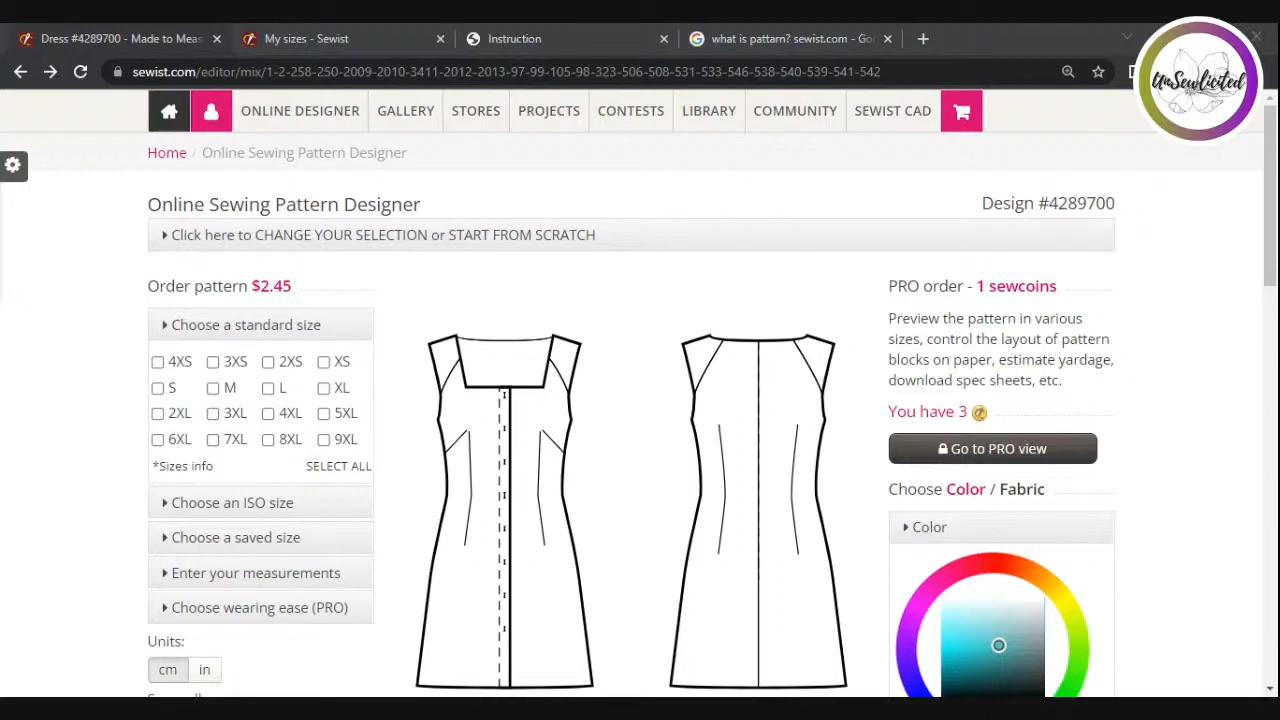 Dress #4289700 - Made to Meas
My sizes - Sewist
Instruction
what is pattarn? sewist.com - Goo
sewist.com/editor/mix/1-2-258-250-2009-2010-3411-2012-2013-97-99-105-98-323-506-508-531-533-546-538-540-539-541-542
UnSewlicited
ONLINE DESIGNER GALLERY STORES PROJECTS CONTESTS LIBRARY COMMUNITY SEWIST CAD
Home / Online Sewing Pattern Designer
Online Sewing Pattern Designer
Design #4289700
Click here to CHANGE YOUR SELECTION or START FROM SCRATCH
Order pattern $2.45
Choose a standard size
4XS 3XS 2XS XS
S M L XL
2XL 3XL 4XL 5XL
6XL 7XL 8XL 9XL
*Sizes info SELECT ALL
Choose an ISO size
Choose a saved size
Enter your measurements
Choose wearing ease (PRO)
Units:
cm in
PRO order - 1 sewcoins
Preview the pattern in various
sizes, control the layout of pattern
blocks on paper, estimate yardage,
download spec sheets, etc.
You have 3
Go to PRO view
Choose Color / Fabric
Color